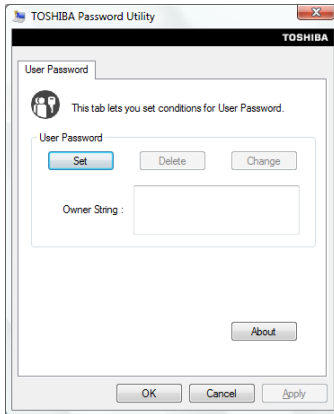 TOSHIBA Password Utility
TOSHIBA
User Password
This tab lets you set conditions for User Password.
User Password
Set Delete Change
Owner String :
About
OK Cancel Apply